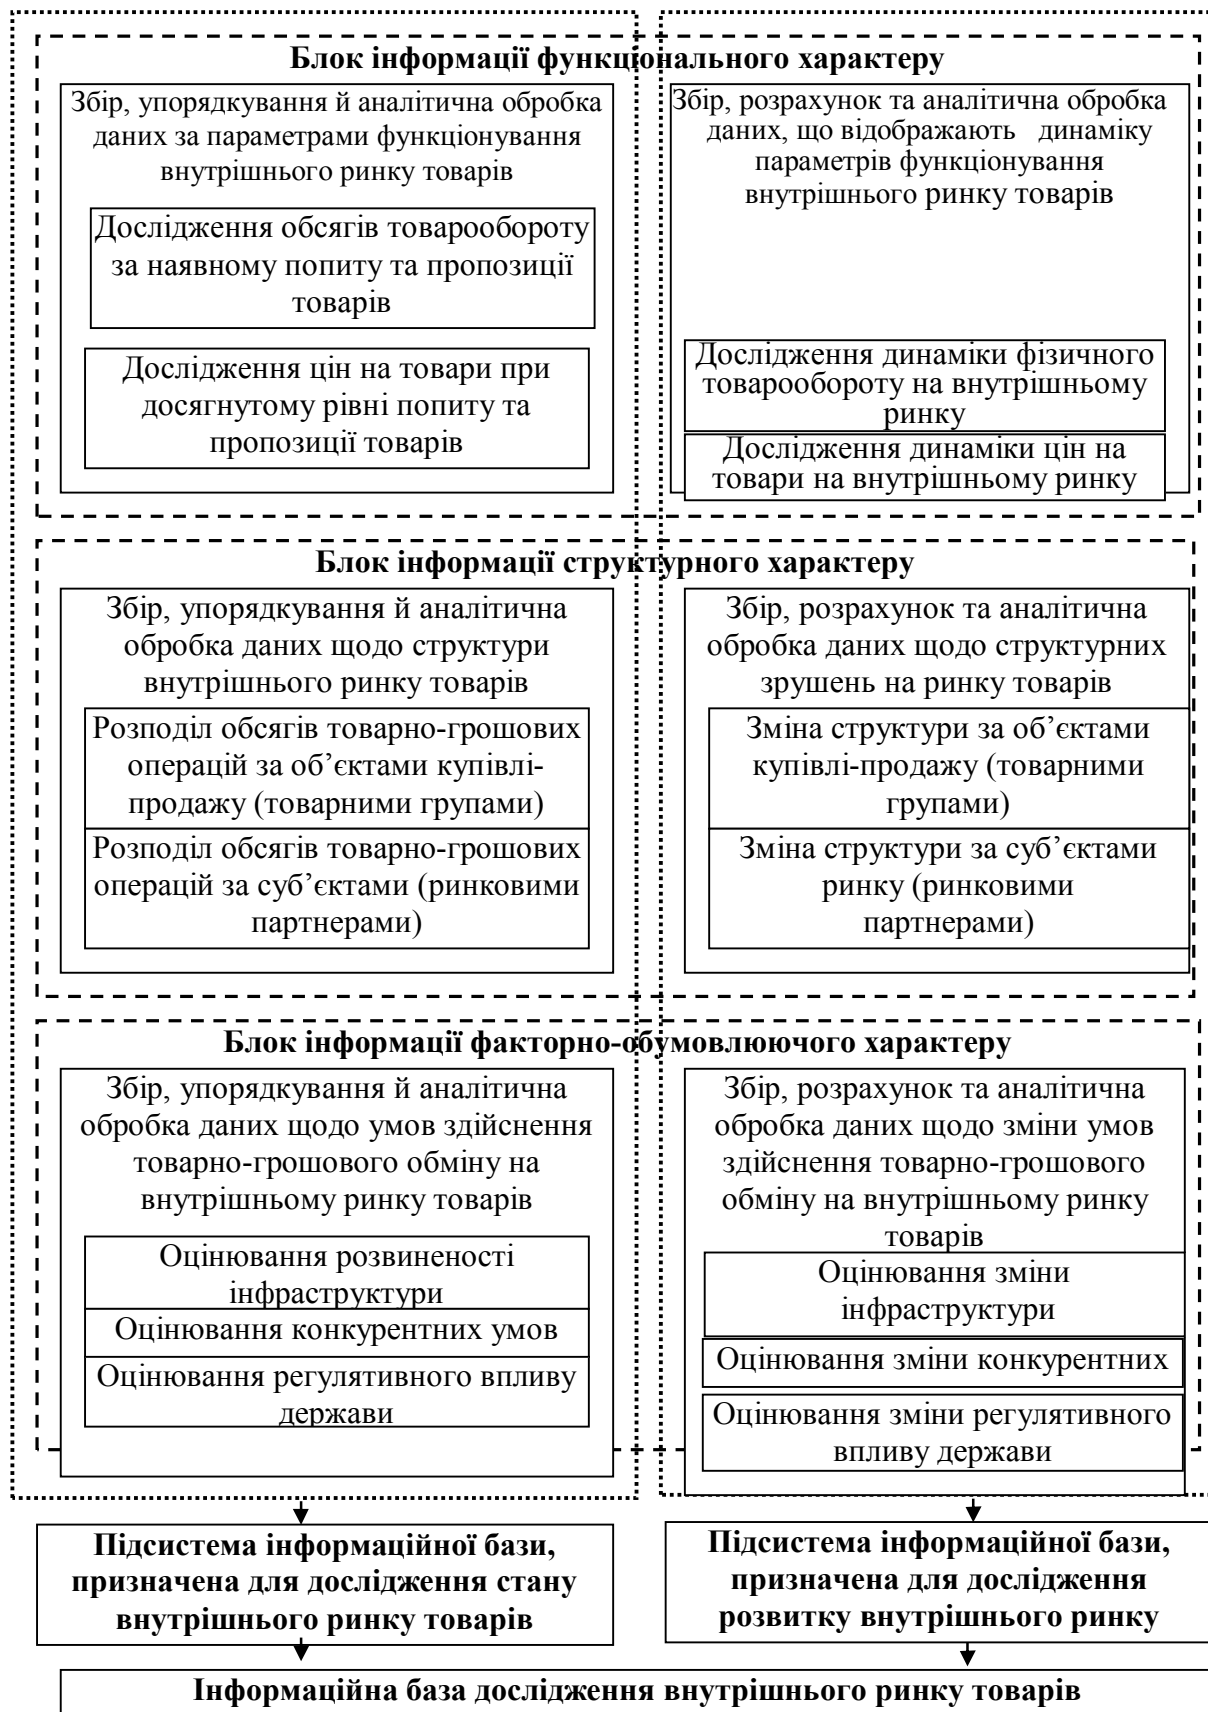 Блок інформації функціонального характеру
Збір, упорядкування й аналітична обробка
даних за параметрами функціонування
внутрішнього ринку товарів
Дослідження обсягів товарообороту
за наявному попиту та пропозиції
товарів
Дослідження цін на товари при
досягнутому рівні попиту та
пропозиції товарів
Збір, розрахунок та аналітична обробка
даних, що відображають динаміку
параметрів функціонування
внутрішнього ринку товарів
Дослідження динаміки фізичного
товарообороту на внутрішньому
ринку
Дослідження динаміки цін на
товари на внутрішньому ринку
Блок інформації структурного характеру
Збір, упорядкування й аналітична
обробка даних щодо структури
внутрішнього ринку товарів
Розподіл обсягів товарно-грошових
операцій за об’єктами купівлі-
продажу (товарними групами)
Розподіл обсягів товарно-грошових
операцій за суб’єктами (ринковими
партнерами)
Збір, розрахунок та аналітична
обробка даних щодо структурних
зрушень на ринку товарів
Зміна структури за об’єктами
купівлі-продажу (товарними
групами)
Зміна структури за суб’єктами
ринку (ринковими
партнерами)
Блок інформації факторно-обумовлюючого характеру
Збір, упорядкування й аналітична
обробка даних щодо умов здійснення
товарно-грошового обміну на
внутрішньому ринку товарів
Оцінювання розвиненості
інфраструктури
Оцінювання конкурентних умов
Оцінювання регулятивного впливу
держави
Збір, розрахунок та аналітична
обробка даних щодо зміни умов
здійснення товарно-грошового
обміну на внутрішньому ринку
товарів
Оцінювання зміни
інфраструктури
Оцінювання зміни конкурентних
Оцінювання зміни регулятивного
впливу держави
Підсистема інформаційної бази,
призначена для дослідження стану
внутрішнього ринку товарів
Підсистема інформаційної бази,
призначена для дослідження
розвитку внутрішнього ринку
Інформаційна база дослідження внутрішнього ринку товарів